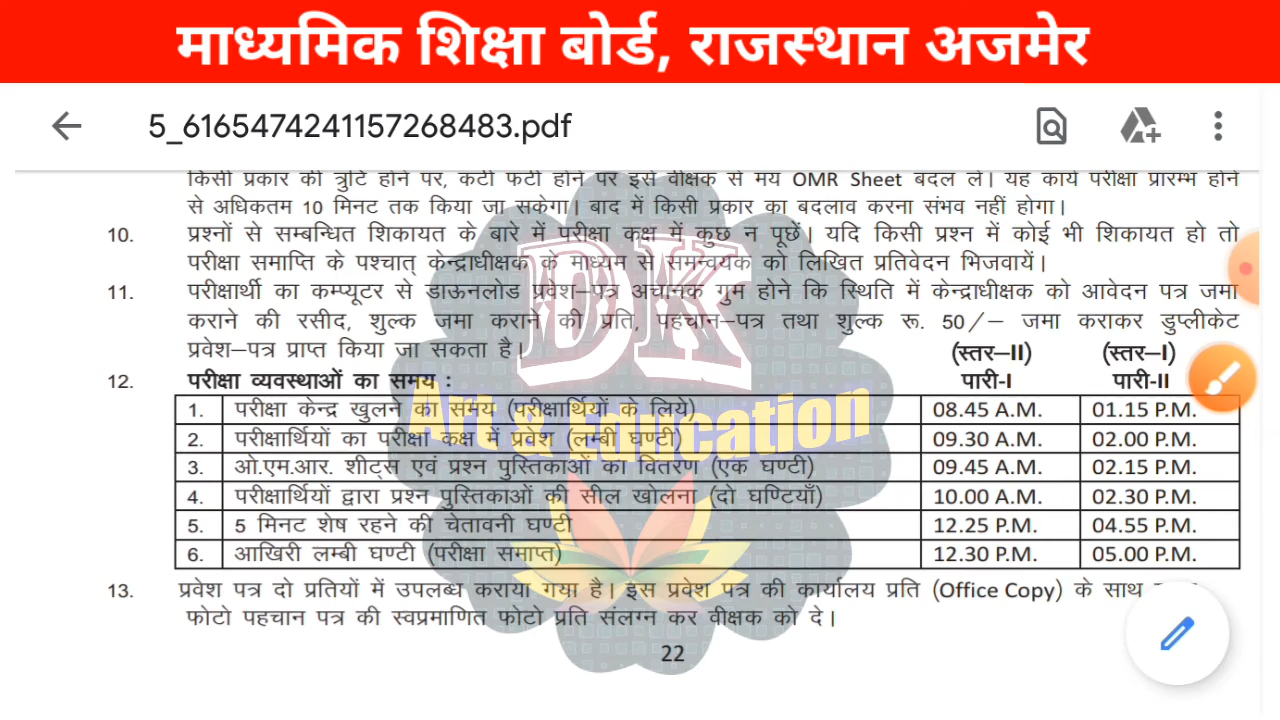 माध्यमिक शिक्षा बोर्ड, राजस्थान अजमेर
5_6165474241157268483.pdf
किसी प्रकार की त्रुटि होने पर, कटी फटी होने पर इसे वीक्षक से मय OMR Sheet बदल लें। यह कार्य परीक्षा प्रारम्भ होने
से अधिकतम 10 मिनट तक किया जा सकेगा। बाद में किसी प्रकार का बदलाव करना संभव नहीं होगा।
10. प्रश्नों से सम्बन्धित शिकायत के बारे में परीक्षा कक्ष में कुछ न पूछें। यदि किसी प्रश्न में कोई भी शिकायत हो तो
परीक्षा समाप्ति के पश्चात् केन्द्राधीक्षक के माध्यम से समन्वयक को लिखित प्रतिवेदन भिजवायें।
11. परीक्षार्थी का कम्प्यूटर से डाऊनलोड प्रवेश–पत्र अचानक गुम होने कि स्थिति में केन्द्राधीक्षक को आवेदन पत्र जमा
कराने की रसीद, शुल्क जमा कराने की प्रति, पहचान–पत्र तथा शुल्क रू. 50/– जमा कराकर डुप्लीकेट
प्रवेश–पत्र प्राप्त किया जा सकता है।
(स्तर–II) (स्तर–I)
12. परीक्षा व्यवस्थाओं का समय : पारी-I पारी-II
1. परीक्षा केन्द्र खुलने का समय (परीक्षार्थियों के लिये) 08.45 A.M. 01.15 P.M.
2. परीक्षार्थियों का परीक्षा कक्ष में प्रवेश (लम्बी घण्टी) 09.30 A.M. 02.00 P.M.
3. ओ.एम.आर. शीट्स एवं प्रश्न पुस्तिकाओं का वितरण (एक घण्टी) 09.45 A.M. 02.15 P.M.
4. परीक्षार्थियों द्वारा प्रश्न पुस्तिकाओं की सील खोलना (दो घण्टियाँ) 10.00 A.M. 02.30 P.M.
5. 5 मिनट शेष रहने की चेतावनी घण्टी 12.25 P.M. 04.55 P.M.
6. आखिरी लम्बी घण्टी (परीक्षा समाप्त) 12.30 P.M. 05.00 P.M.
13. प्रवेश पत्र दो प्रतियों में उपलब्ध कराया गया है। इस प्रवेश पत्र की कार्यालय प्रति (Office Copy) के साथ
फोटो पहचान पत्र की स्वप्रमाणित फोटो प्रति संलग्न कर वीक्षक को दे।
22
DK
Art & Education